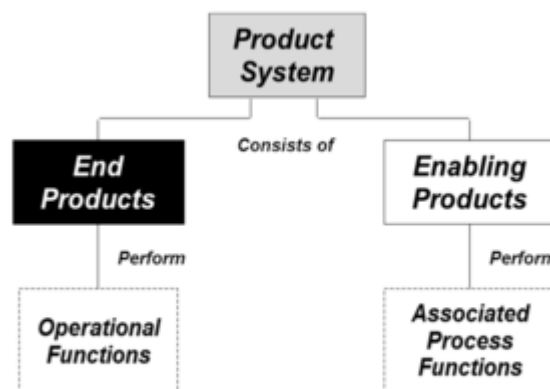 Product
System
Consists of
End
Products
Enabling
Products
Perform
Perform
Operational
Functions
Associated
Process
Functions